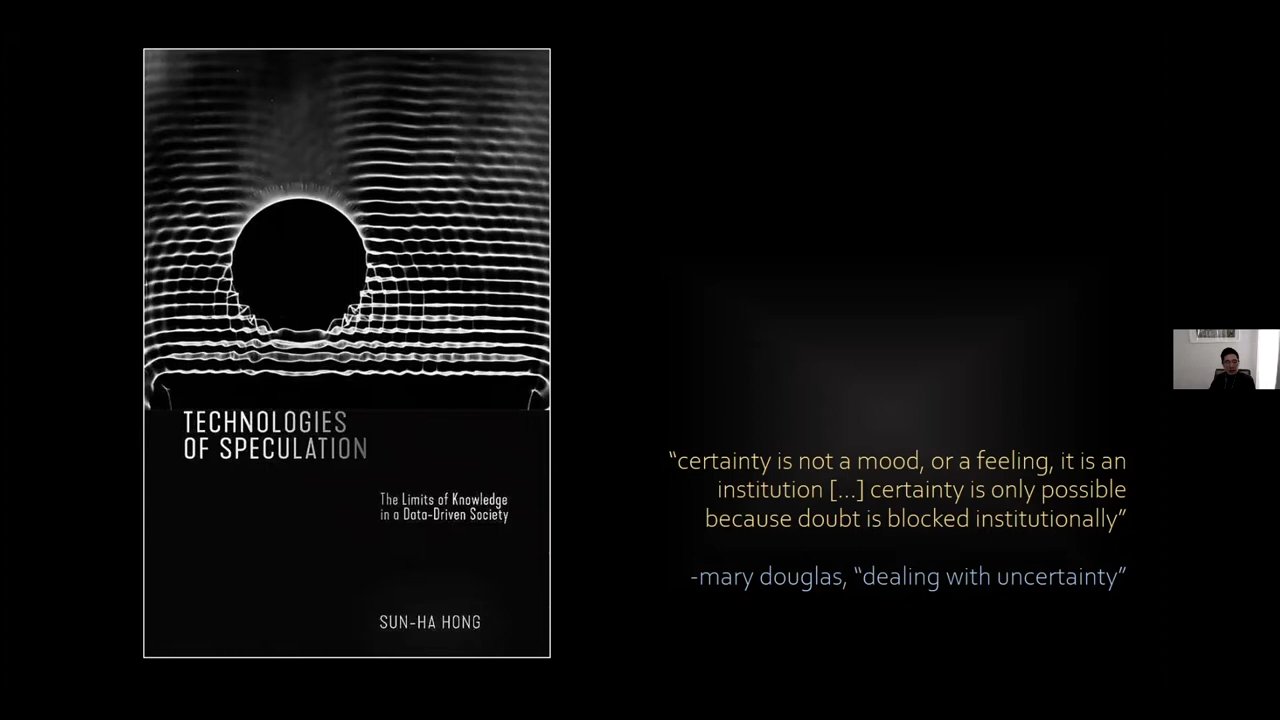 TECHNOLOGIES
OF SPECULATION
The Limits of Knowledge
in a Data-Driven Society
SUN-HA HONG
“certainty is not a mood, or a feeling, it is an
institution [...] certainty is only possible
because doubt is blocked institutionally”
-mary douglas, “dealing with uncertainty”